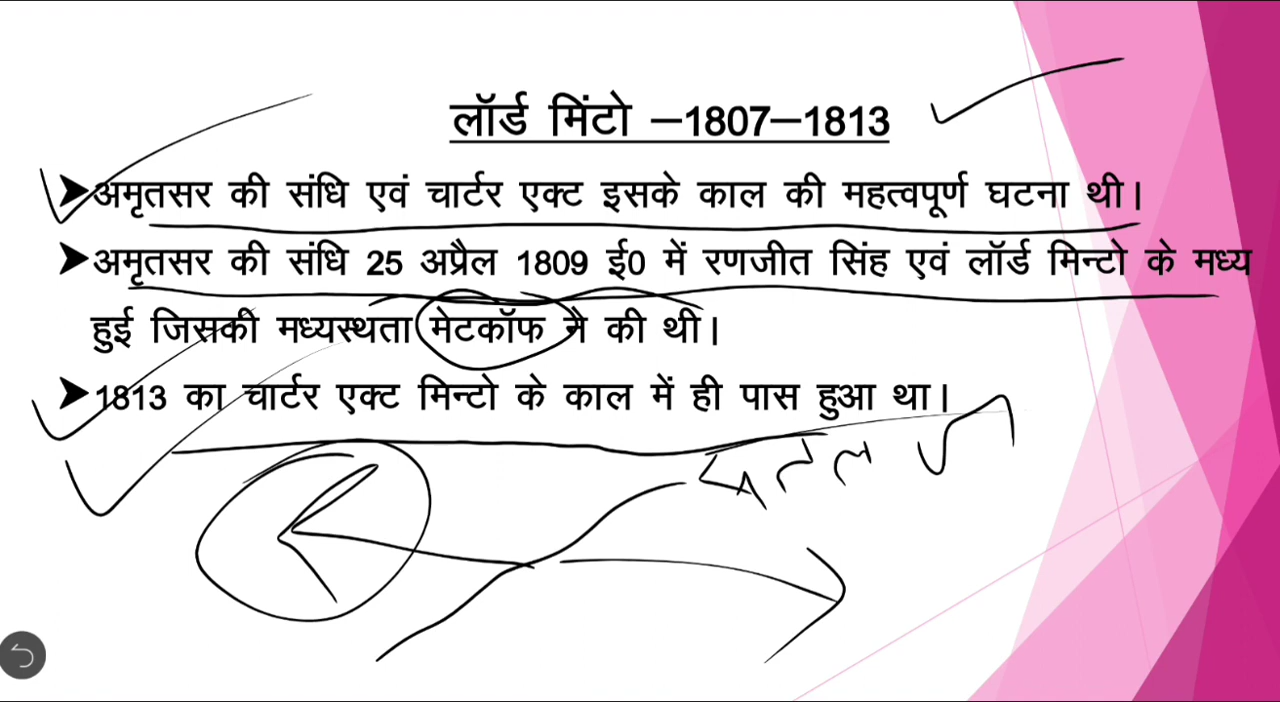 लॉर्ड मिंटो –1807–1813
➤अमृतसर की संधि एवं चार्टर एक्ट इसके काल की महत्वपूर्ण घटना थी।
➤अमृतसर की संधि 25 अप्रैल 1809 ई0 में रणजीत सिंह एवं लॉर्ड मिन्टो के मध्य
हुई जिसकी मध्यस्थता मेटकॉफ ने की थी।
➤1813 का चार्टर एक्ट मिन्टो के काल में ही पास हुआ था।